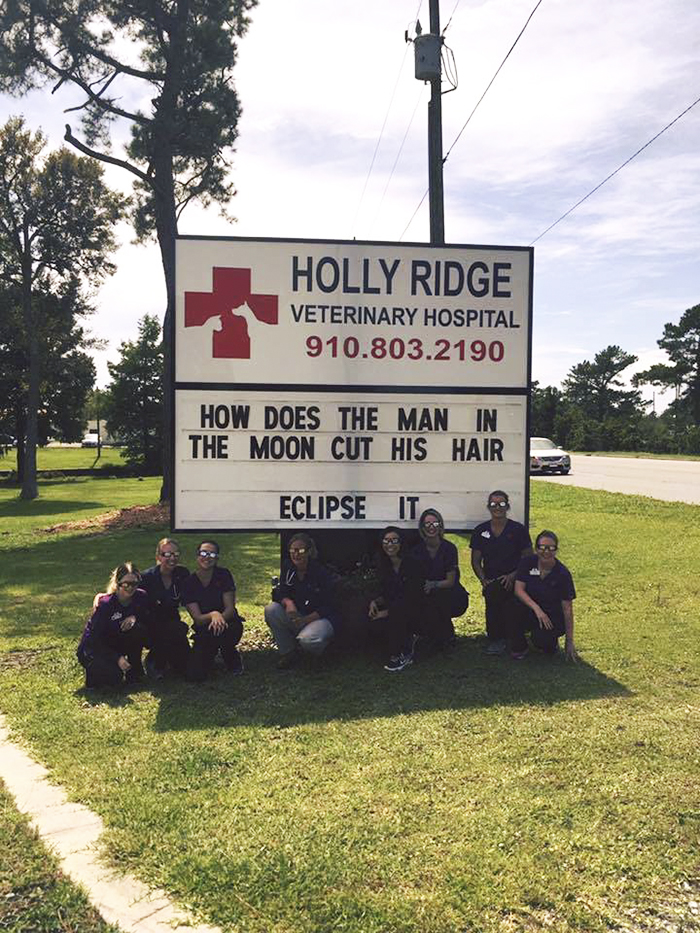 HOLLY RIDGE
VETERINARY HOSPITAL
910.803.2190
HOW DOES THE MAN IN
THE MOON CUT HIS HAIR
ECLIPSE IT